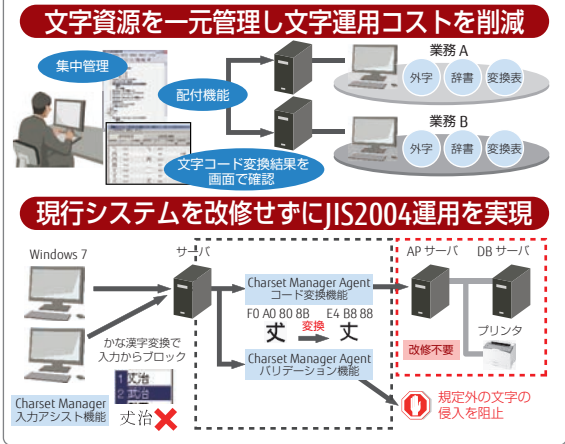 文字資源を一元管理し文字運用コストを削減
集中管理
配付機能
文字コード変換結果を
画面で確認
業務 A
外字
辞書
変換表
業務 B
外字
辞書
変換表
現行システムを改修せずにJIS2004運用を実現
Windows 7
サーバ
AP サーバ
DB サーバ
Charset Manager Agent
コード変換機能
F0 A0 80 8B
変換
E4 B8 88
𠀋
丈
かな漢字変換で
入力からブロック
Charset Manager Agent
バリデーション機能
改修不要
プリンタ
1 𠀋治
2 丈治
Charset Manager
入力アシスト機能
𠀋治
規定外の文字の
侵入を阻止